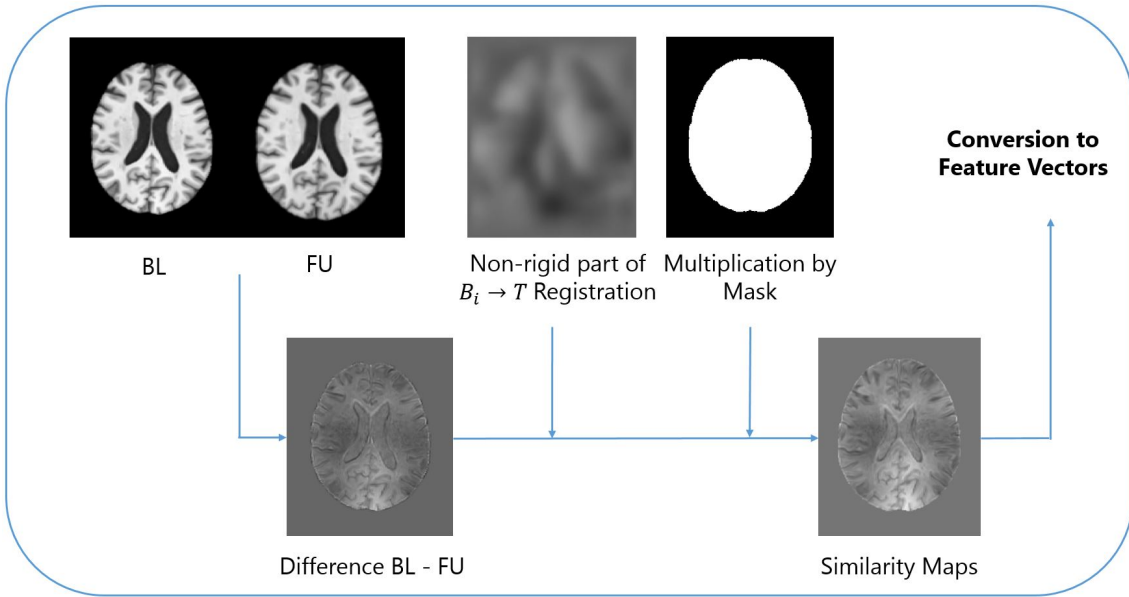 BL
FU
Non-rigid part of
B_i → T Registration
Multiplication by
Mask
Conversion to
Feature Vectors
Difference BL - FU
Similarity Maps